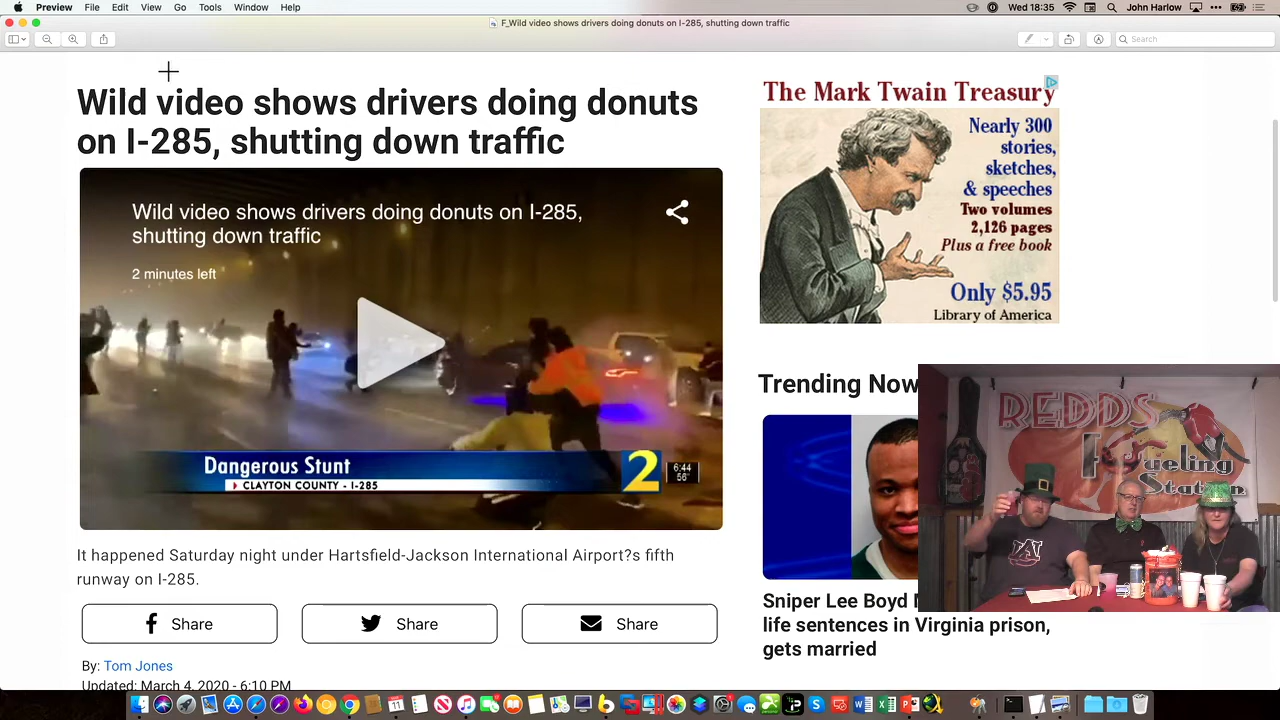 Preview File Edit View Go Tools Window Help
Wed 18:35 John Harlow
F_Wild video shows drivers doing donuts on I-285, shutting down traffic
Search
Wild video shows drivers doing donuts
on I-285, shutting down traffic
Wild video shows drivers doing donuts on I-285,
shutting down traffic
2 minutes left
Dangerous Stunt
CLAYTON COUNTY - I-285
2
6:44
56°
It happened Saturday night under Hartsfield-Jackson International Airport?s fifth
runway on I-285.
Share
Share
Share
By: Tom Jones
Updated: March 4, 2020 - 6:10 PM
The Mark Twain Treasury
Nearly 300
stories,
sketches,
& speeches
Two volumes
2,126 pages
Plus a free book
Only $5.95
Library of America
Trending Now
Sniper Lee Boyd
life sentences in Virginia prison,
gets married
REDDS
Fueling
Station